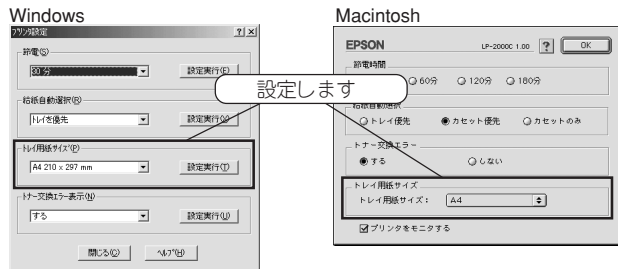 Windows
Macintosh
プリンタ設定
節電(S)
30 分
設定実行(E)
給紙自動選択(R)
トレイを優先
トレイ用紙サイズ(P)
A4 210 x 297 mm
設定実行(T)
トナー交換エラー表示(N)
する
設定実行(U)
閉じる(C)
ヘルプ(H)
設定します
EPSON
LP-2000C 1.00
?
OK
節電時間
60分
120分
180分
給紙自動選択
トレイ優先
カセット優先
カセットのみ
トナー交換エラー
する
しない
トレイ用紙サイズ
トレイ用紙サイズ： A4
プリンタをモニタする